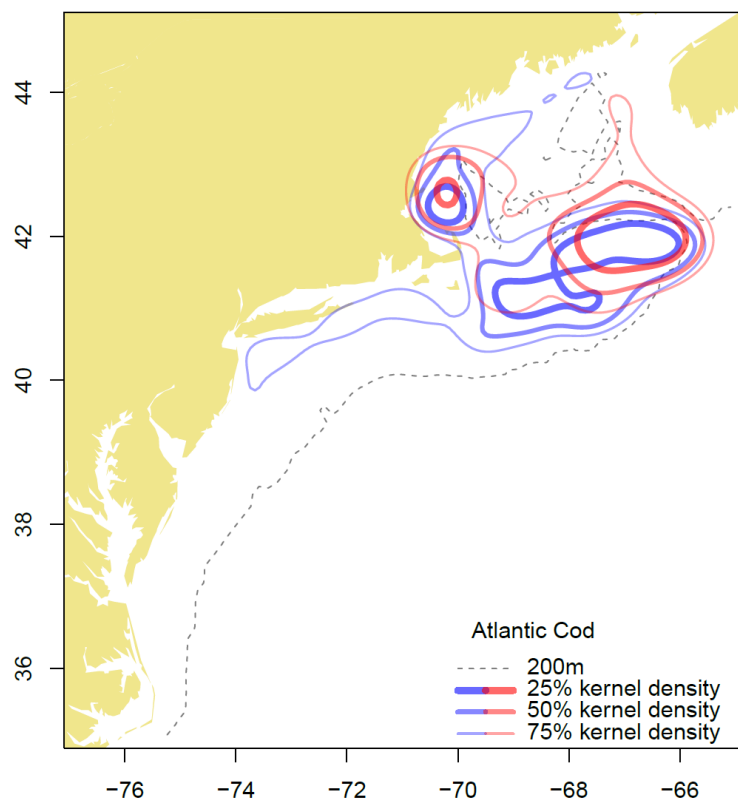 44
42
40
38
36
Atlantic Cod
200m
25% kernel density
50% kernel density
75% kernel density
−76 −74 −72 −70 −68 −66